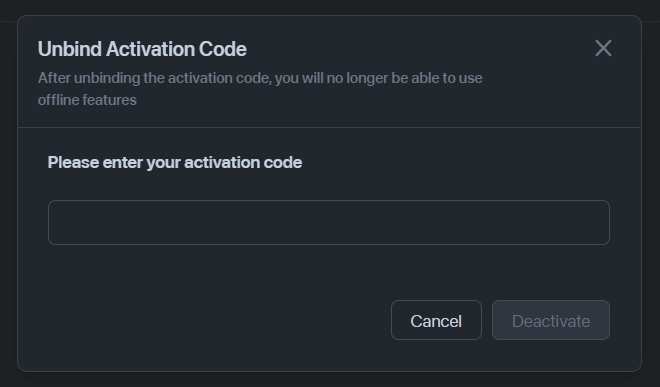 Unbind Activation Code
After unbinding the activation code, you will no longer be able to use
offline features
Please enter your activation code
Cancel
Deactivate